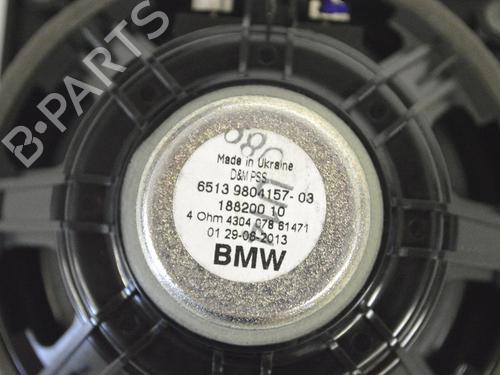 B-PARTS
Made in Ukraine
D&M PSS
6513 9804157- 03
188200 10
4 Ohm 4304 078 81471
01 29-08-2013
BMW